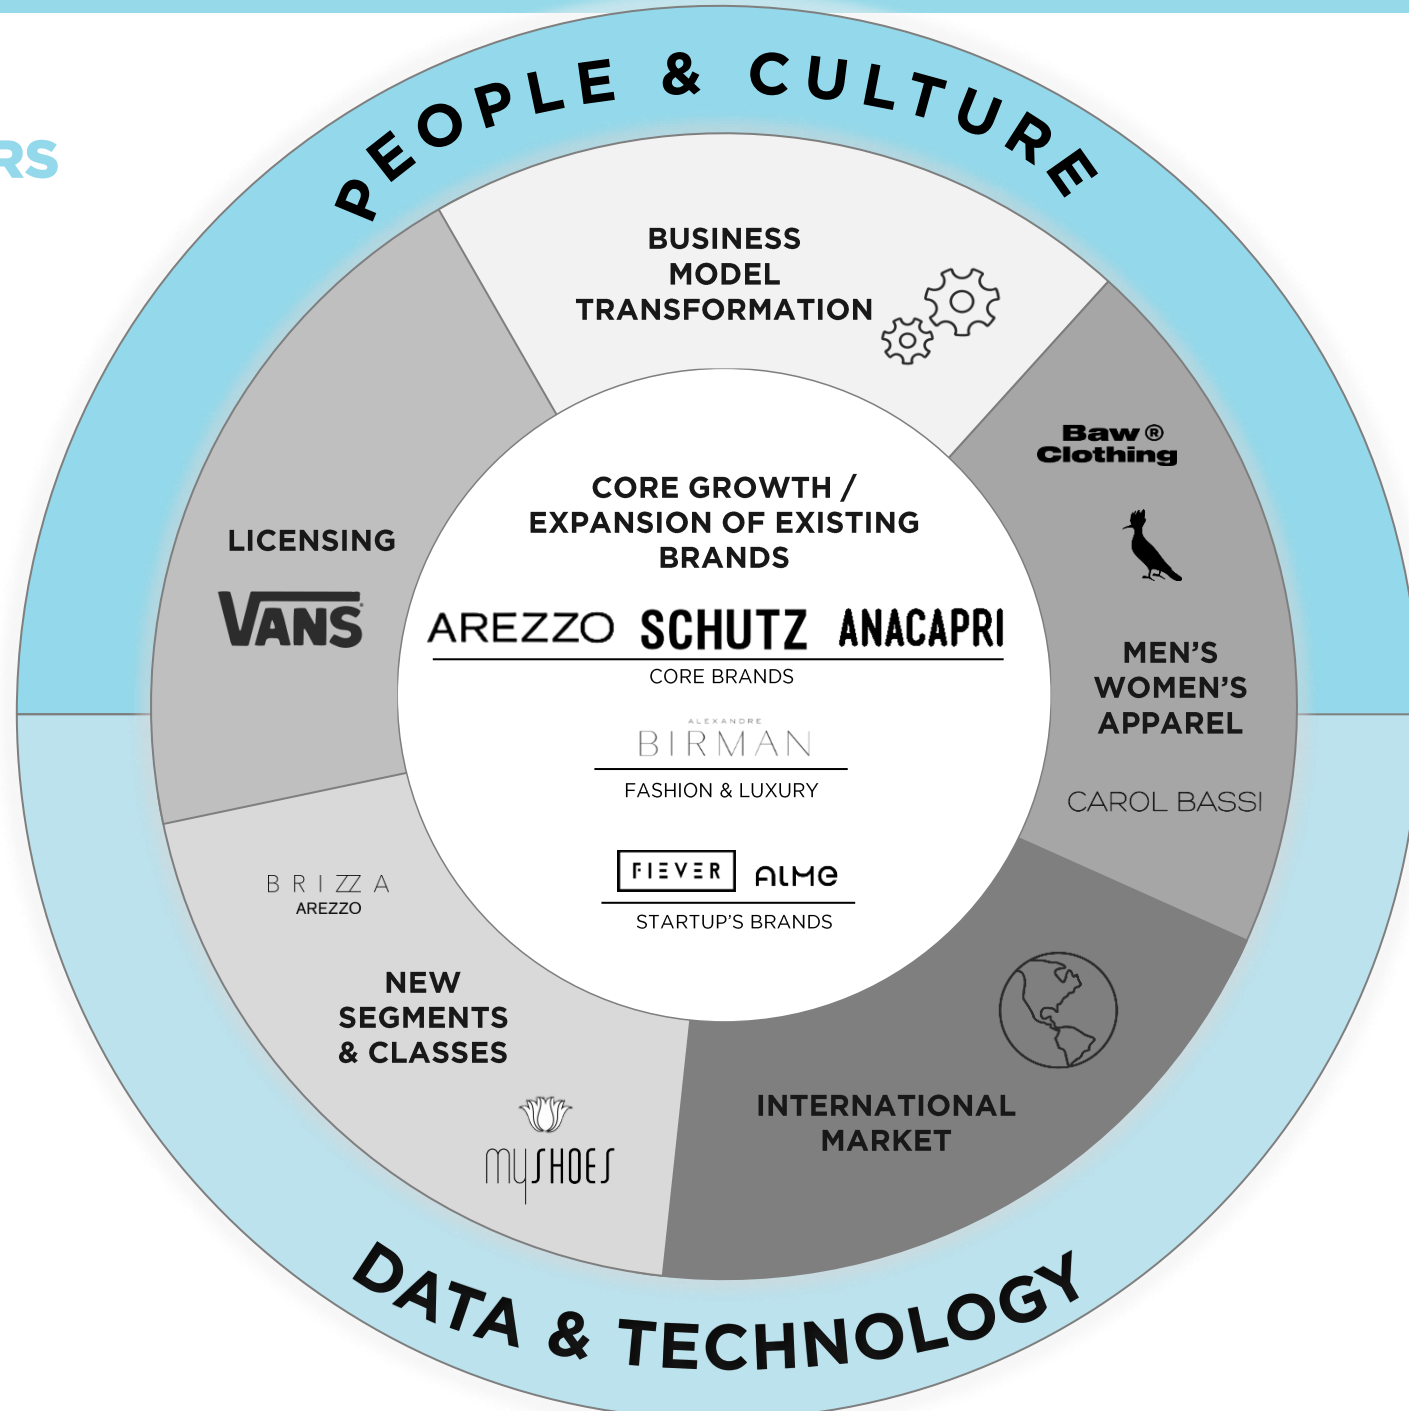 PEOPLE & CULTURE
RS
BUSINESS
MODEL
TRANSFORMATION
Baw ®
Clothing
CORE GROWTH /
EXPANSION OF EXISTING
BRANDS
LICENSING
VANS
AREZZO SCHUTZ ANACAPRI
CORE BRANDS
MEN'S
WOMEN'S
APPAREL
ALEXANDRE
BIRMAN
FASHION & LUXURY
CAROL BASSI
FIEVER ALME
STARTUP'S BRANDS
BRIZZA
AREZZO
NEW
SEGMENTS
& CLASSES
INTERNATIONAL
MARKET
MYSHOES
DATA & TECHNOLOGY